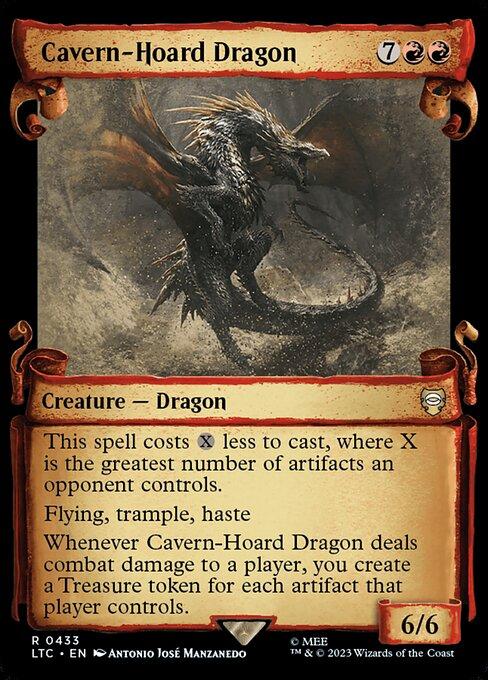 Cavern-Hoard Dragon 7
Creature — Dragon
This spell costs X less to cast, where X
is the greatest number of artifacts an
opponent controls.
Flying, trample, haste
Whenever Cavern-Hoard Dragon deals
combat damage to a player, you create
a Treasure token for each artifact that
player controls.
6/6
R 0433
LTC • EN Antonio José Manzanedo
© MEE
™ & © 2023 Wizards of the Coast